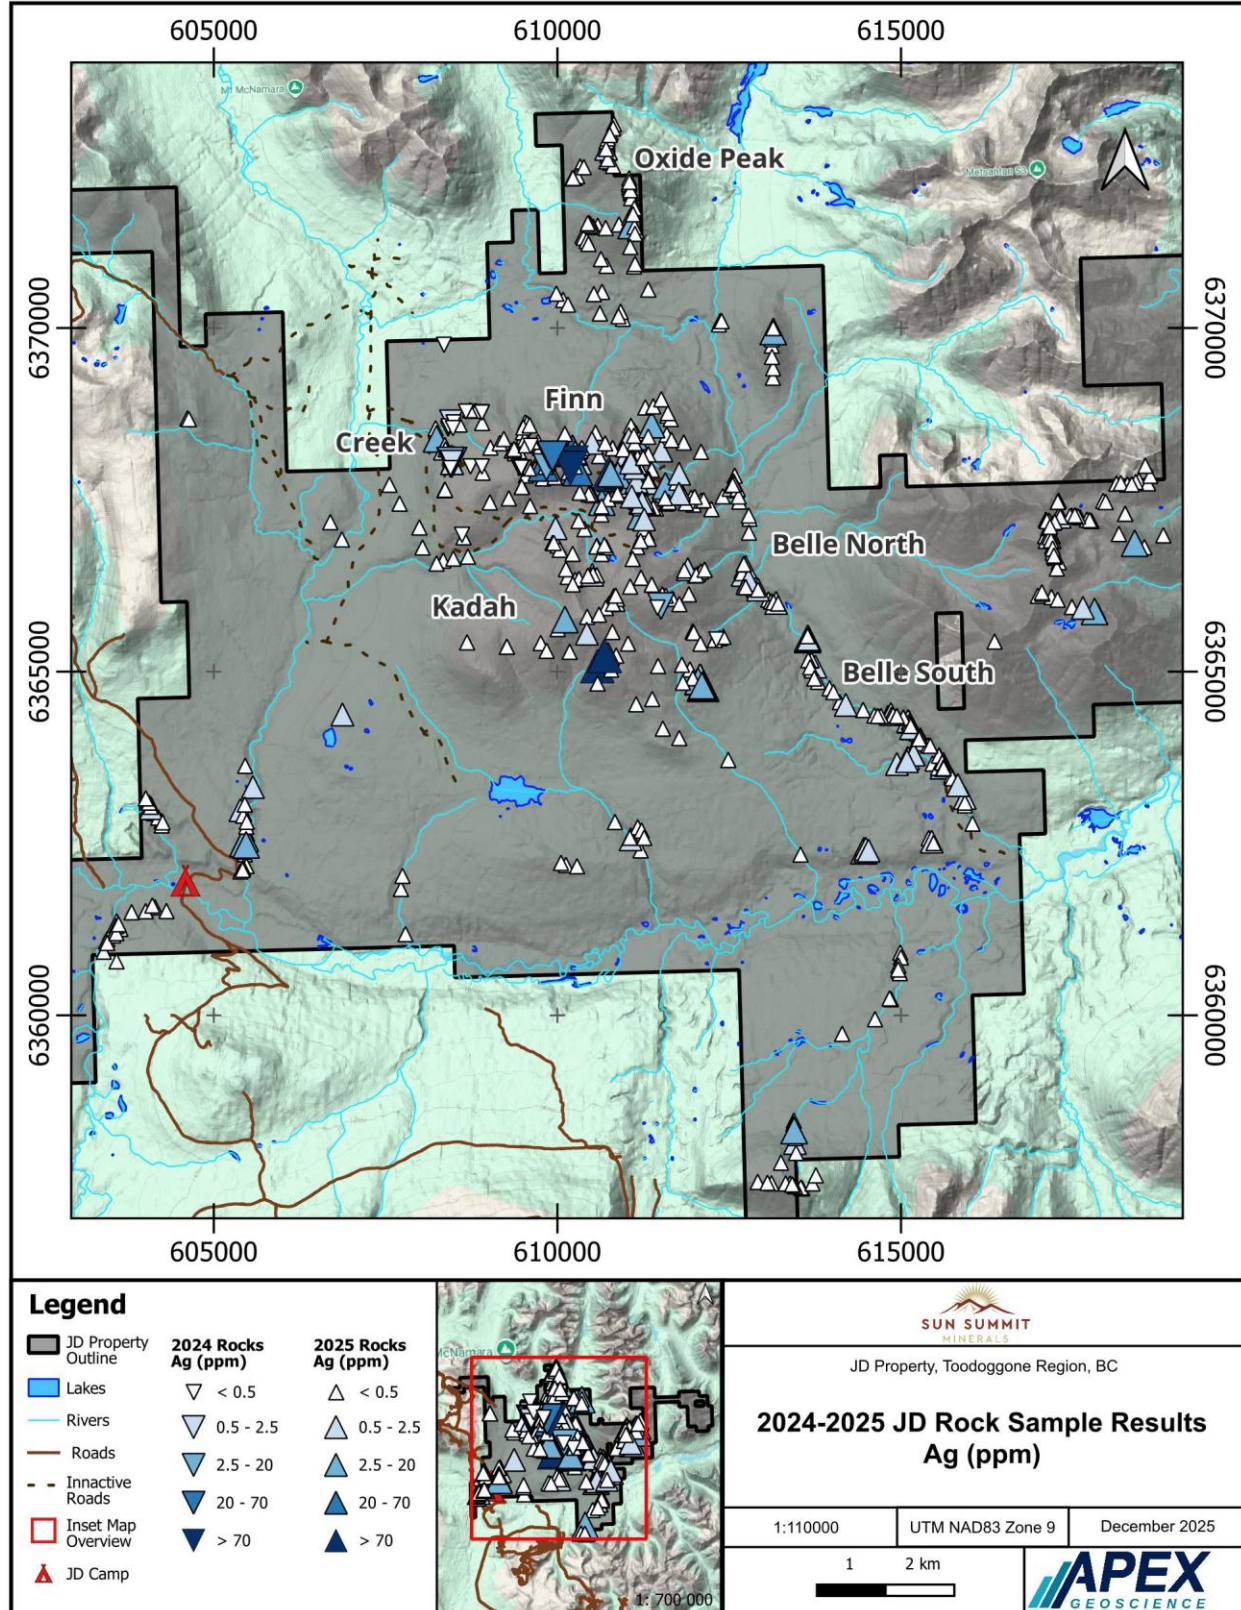 605000
610000
615000
Mt McNamara
Oxide Peak
Metsantan Sa
6370000
6370000
Finn
Creek
Belle North
Kadah
Belle South
6365000
6365000
6360000
6360000
605000
610000
615000
Legend
JD Property
Outline
Lakes
Rivers
Roads
Innactive
Roads
Inset Map
Overview
JD Camp
2024 Rocks
Ag (ppm)
< 0.5
0.5 - 2.5
2.5 - 20
20 - 70
> 70
2025 Rocks
Ag (ppm)
< 0.5
0.5 - 2.5
2.5 - 20
20 - 70
> 70
McNamara
1: 700 000
SUN SUMMIT
MINERALS
JD Property, Toodoggone Region, BC
2024-2025 JD Rock Sample Results
Ag (ppm)
1:110000
UTM NAD83 Zone 9
December 2025
1
2 km
APEX
GEOSCIENCE